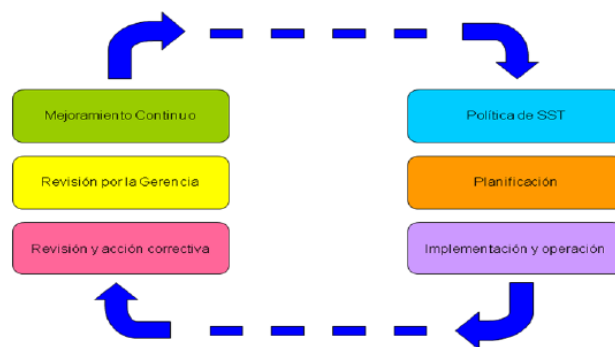 Mejoramiento Continuo
Política de SST
Revisión por la Gerencia
Planificación
Revisión y acción correctiva
Implementación y operación